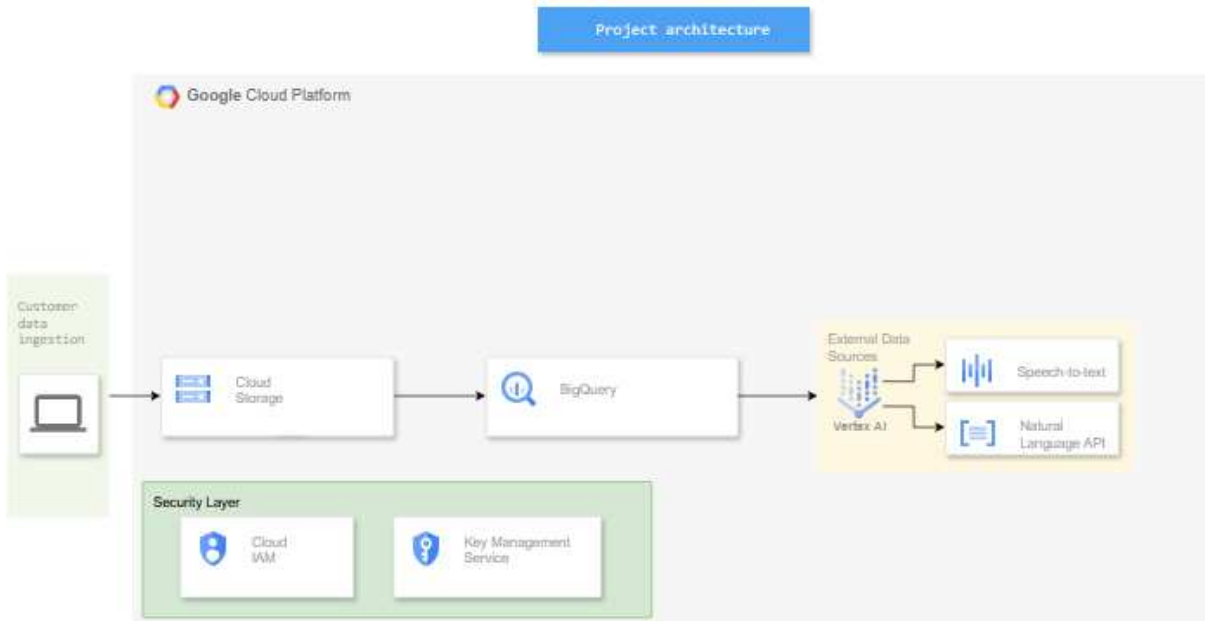 Project architecture
Google Cloud Platform
Customer
data
ingestion
Cloud
Storage
BigQuery
External Data
Sources
Vertex AI
Speech-to-text
Natural
Language API
Security Layer
Cloud
IAM
Key Management
Service